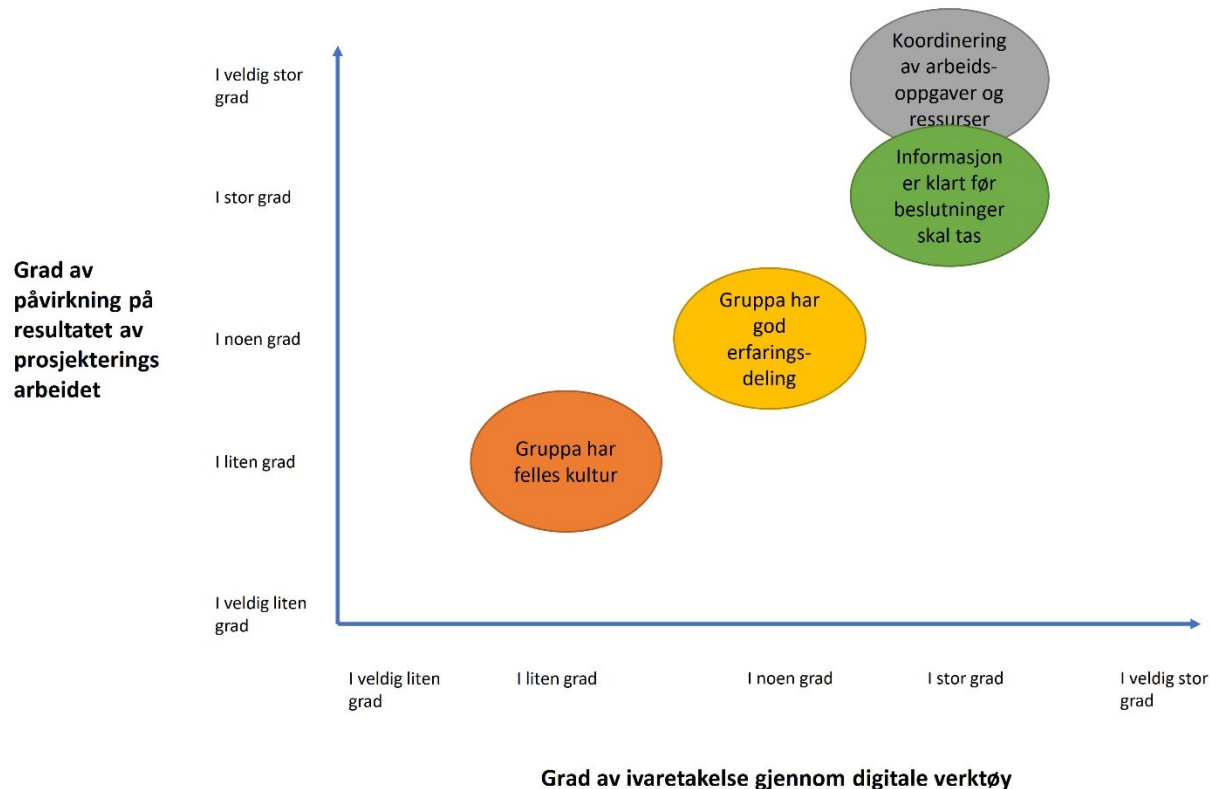 Koordinering
av arbeids-
oppgaver og
ressurser
I veldig stor
grad
Informasjon
er klart før
beslutninger
skal tas
I stor grad
Grad av
påvirkning på
resultatet av
prosjekterings
arbeidet
Gruppa har
god
erfarings-
deling
I noen grad
Gruppa har
felles kultur
I liten grad
I veldig liten
grad
I veldig liten
grad
I liten grad
I noen grad
I stor grad
I veldig stor
grad
Grad av ivaretakelse gjennom digitale verktøy